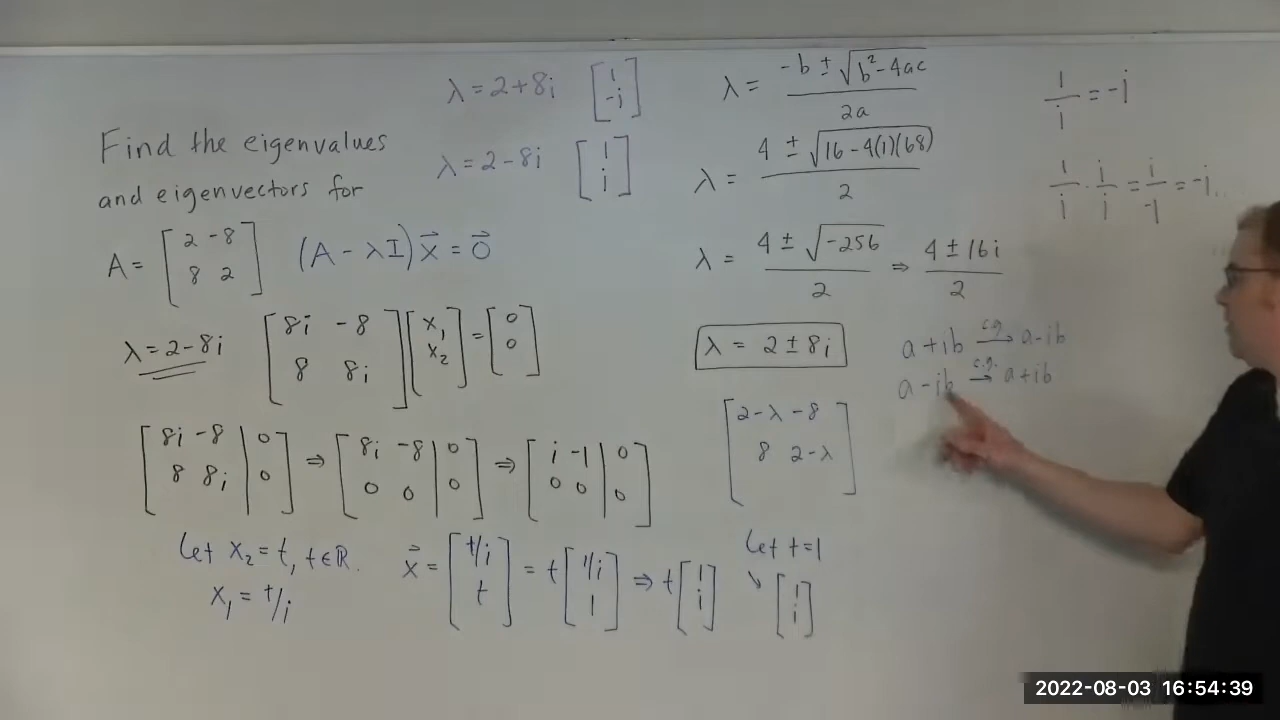 λ = 2+8i [1 -i]
Find the eigenvalues
and eigenvectors for
λ = 2-8i [1 i]
A = [2 -8; 8 2] (A - λI)x⃗ = 0⃗
λ = 2-8i [8i -8; 8 8i] [x₁; x₂] = [0; 0]
[8i -8 | 0; 8 8i | 0] ⇒ [8i -8 | 0; 0 0 | 0] ⇒ [i -1 | 0; 0 0 | 0]
Let x₂ = t, t∈ℝ.
x₁ = t/i
x⃗ = [t/i; t] = t [1/i; 1] ⇒ t [1; i]
Let t=1
↘ [1; i]
λ = (-b ± √(b²-4ac))/2a
λ = (4 ± √(16-4(1)(68)))/2
λ = (4 ± √-256)/2 ⇒ (4 ± 16i)/2
λ = 2 ± 8i
[2-λ -8; 8 2-λ]
1/i = -i
1/i · i/i = i/-1 = -i
a+ib c.g.→ a-ib
a-ib c.g.→ a+ib
2022-08-03 16:54:39